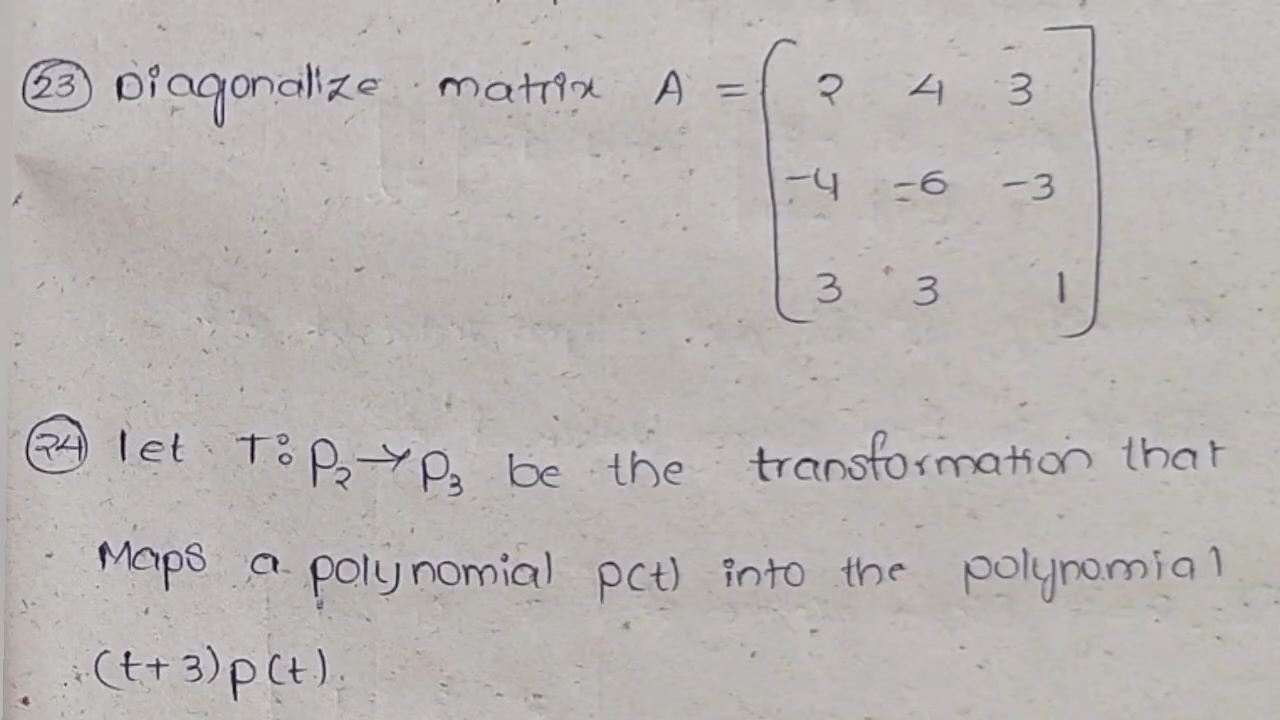 23 Diagonalize matrix A = [ 2 4 3
-4 -6 -3
3 3 1 ]
24 let T: P₂→P₃ be the transformation that
Maps a polynomial p(t) into the polynomial
(t+3)p(t).